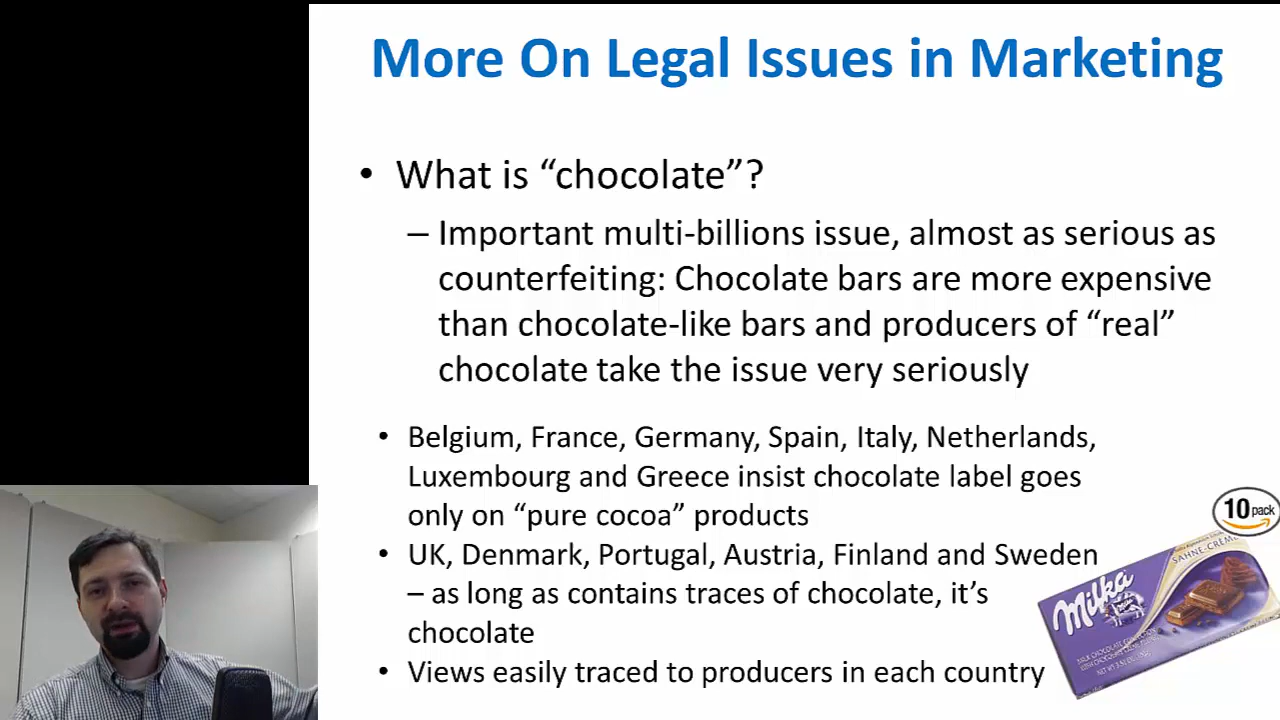 More On Legal Issues in Marketing
• What is “chocolate”?
– Important multi-billions issue, almost as serious as
counterfeiting: Chocolate bars are more expensive
than chocolate-like bars and producers of “real”
chocolate take the issue very seriously
• Belgium, France, Germany, Spain, Italy, Netherlands,
Luxembourg and Greece insist chocolate label goes
only on “pure cocoa” products
• UK, Denmark, Portugal, Austria, Finland and Sweden
– as long as contains traces of chocolate, it’s
chocolate
• Views easily traced to producers in each country
10 pack
SAHNE-CRÈME
Milka